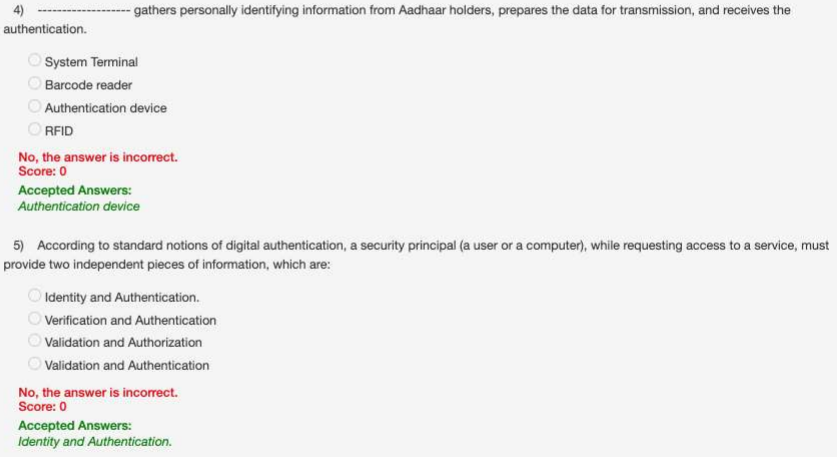 4) ------------------- gathers personally identifying information from Aadhaar holders, prepares the data for transmission, and receives the
authentication.
System Terminal
Barcode reader
Authentication device
RFID
No, the answer is incorrect.
Score: 0
Accepted Answers:
Authentication device
5) According to standard notions of digital authentication, a security principal (a user or a computer), while requesting access to a service, must
provide two independent pieces of information, which are:
Identity and Authentication.
Verification and Authentication
Validation and Authorization
Validation and Authentication
No, the answer is incorrect.
Score: 0
Accepted Answers:
Identity and Authentication.